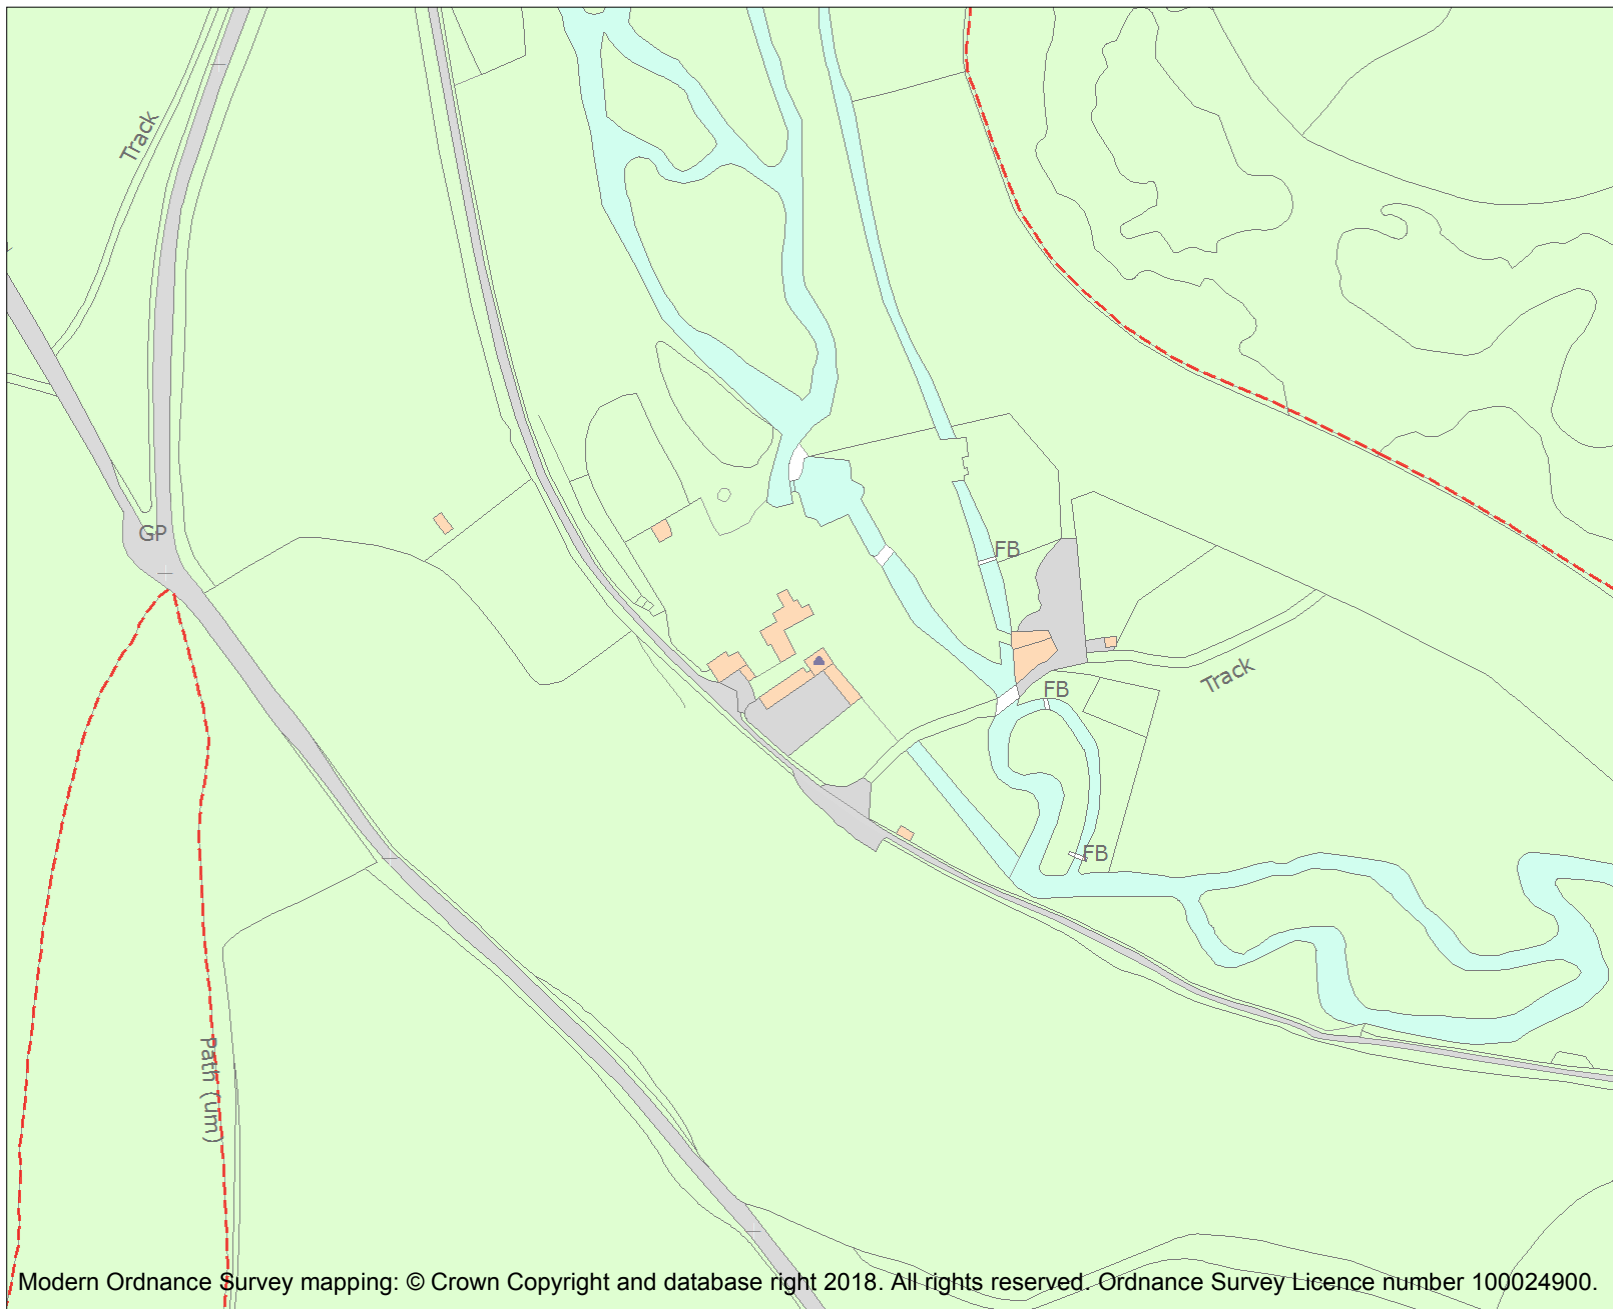 Track
GP
FB
Track
FB
FB
Path (um)
Modern Ordnance Survey mapping: © Crown Copyright and database right 2018. All rights reserved. Ordnance Survey Licence number 100024900.